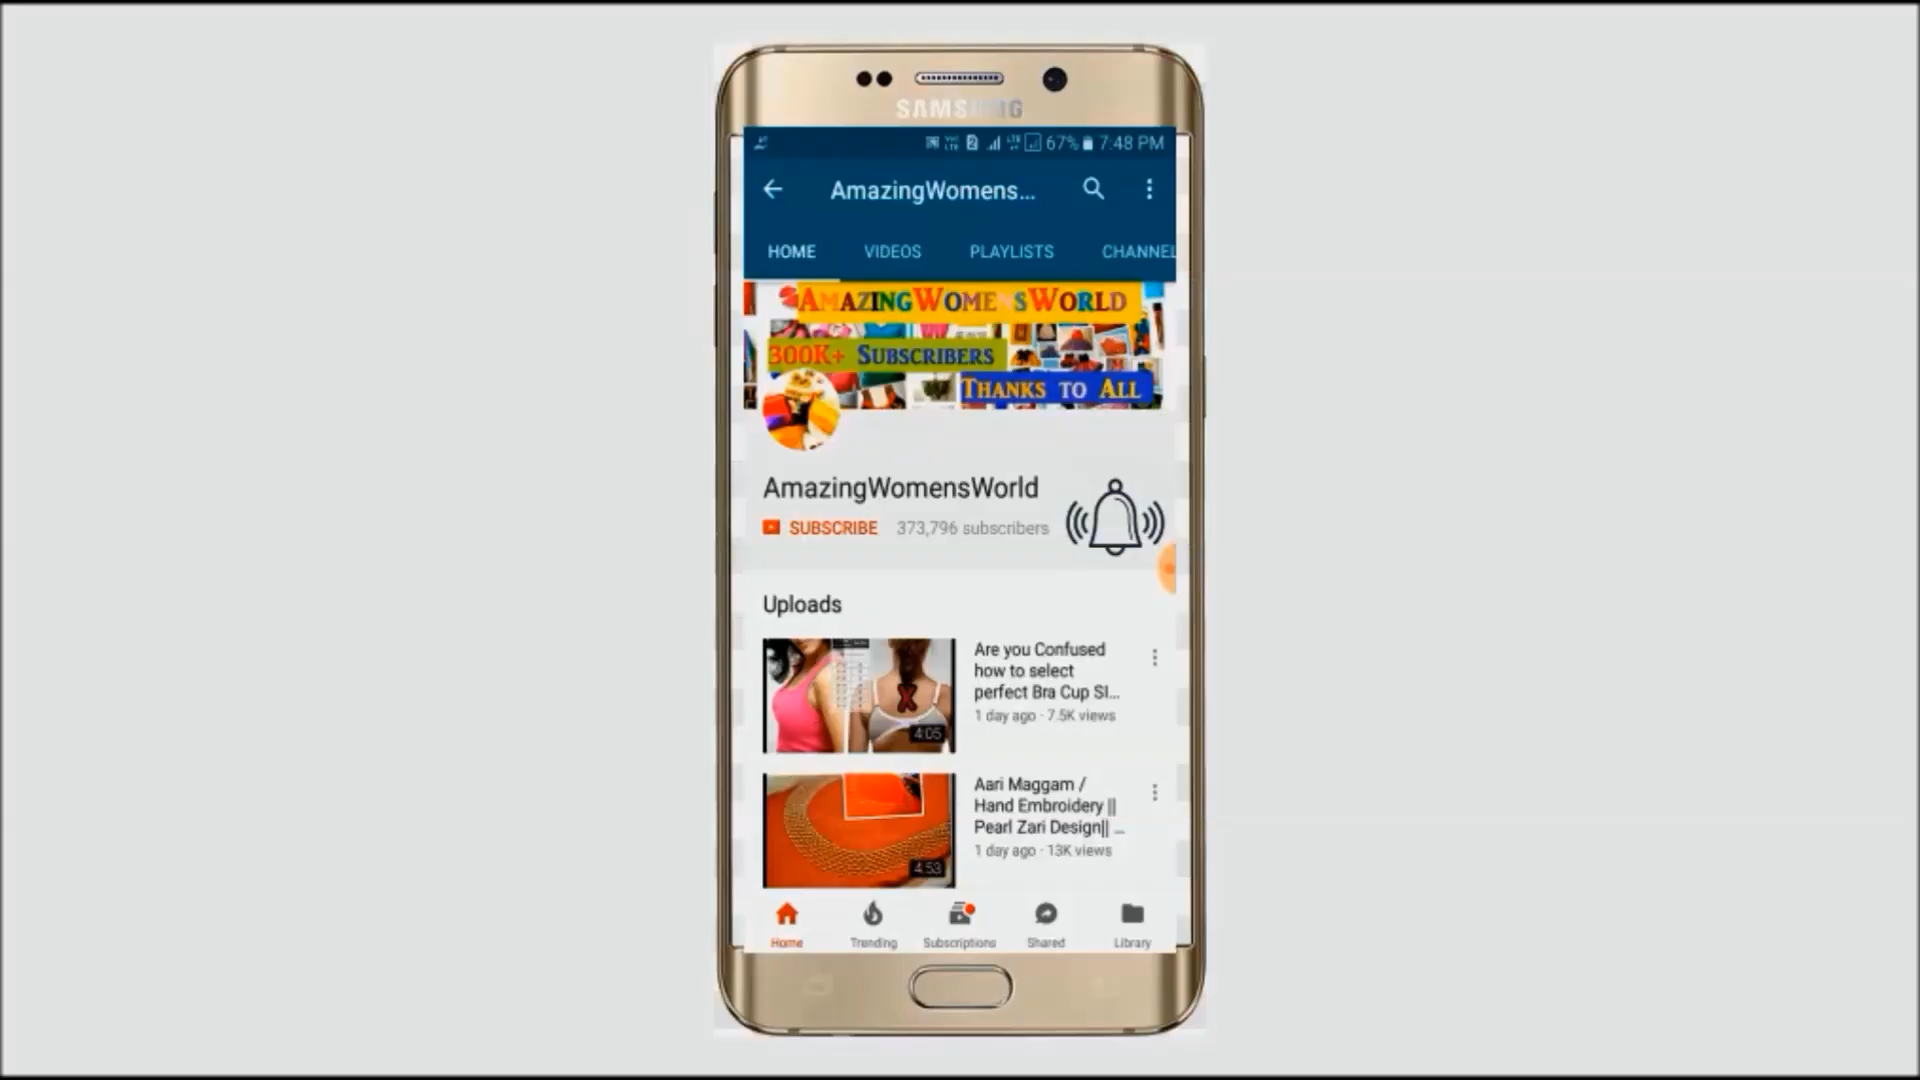 SAMSUNG
67% 7:48 PM
AmazingWomens...
HOME VIDEOS PLAYLISTS CHANNEL
AMAZINGWOMENSWORLD
300K+ SUBSCRIBERS
THANKS TO ALL
AmazingWomensWorld
SUBSCRIBE 373,796 subscribers
Uploads
Are you Confused
how to select
perfect Bra Cup SI...
1 day ago · 7.5K views
4:05
Aari Maggam /
Hand Embroidery ||
Pearl Zari Design|| ...
1 day ago · 13K views
4:53
Home Trending Subscriptions Shared Library